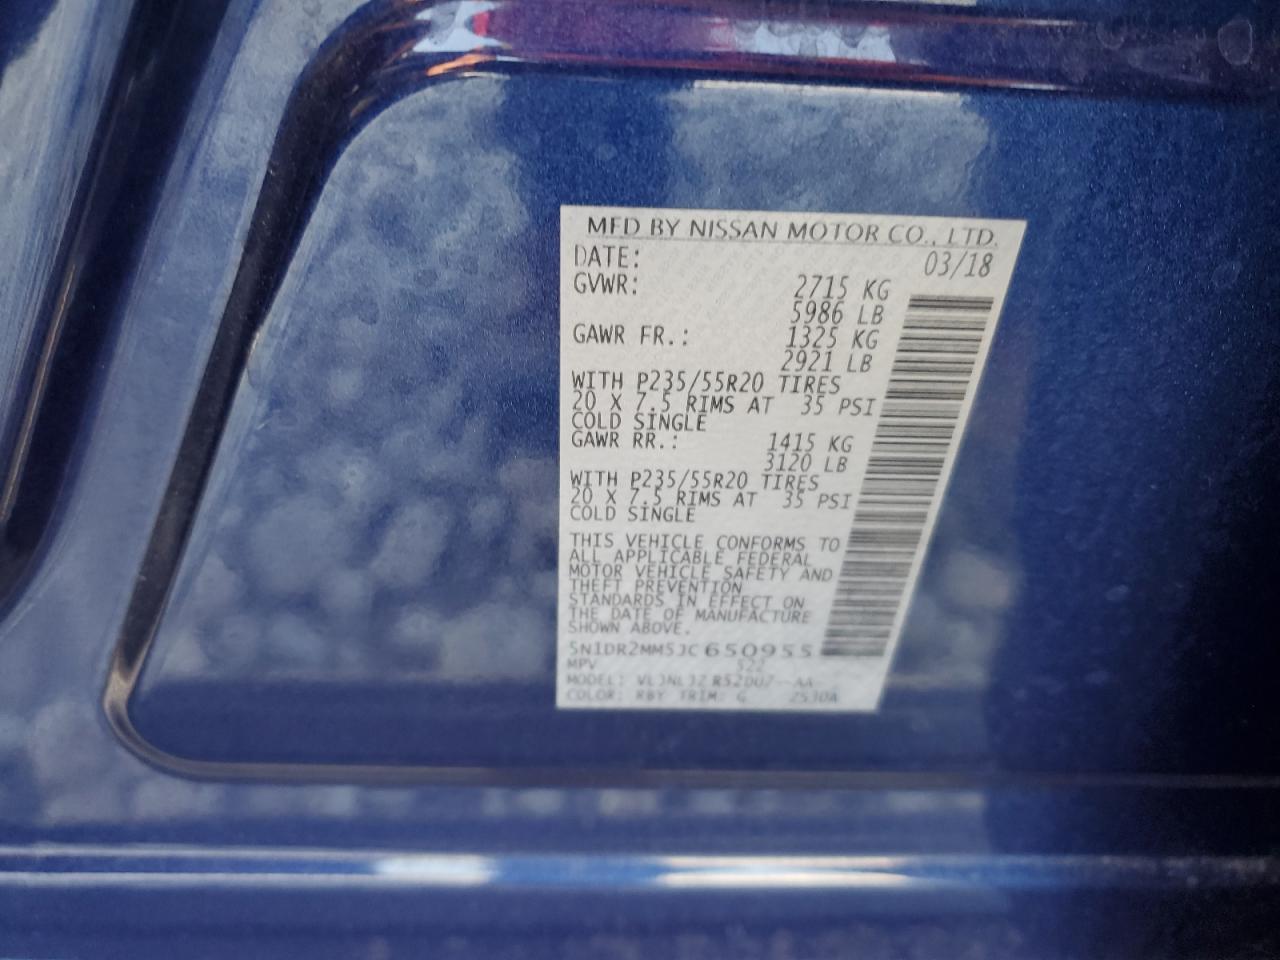 MFD BY NISSAN MOTOR CO., LTD.
DATE: 03/18
GVWR: 2715 KG
5986 LB
GAWR FR.: 1325 KG
2921 LB
WITH P235/55R20 TIRES
20 X 7.5 RIMS AT 35 PSI
COLD SINGLE
GAWR RR.: 1415 KG
3120 LB
WITH P235/55R20 TIRES
20 X 7.5 RIMS AT 35 PSI
COLD SINGLE
THIS VEHICLE CONFORMS TO
ALL APPLICABLE FEDERAL
MOTOR VEHICLE SAFETY AND
THEFT PREVENTION
STANDARDS IN EFFECT ON
THE DATE OF MANUFACTURE
SHOWN ABOVE.
5N1DR2MM5JC650955
MPV 522
MODEL:
COLOR: RBY TRIM: G